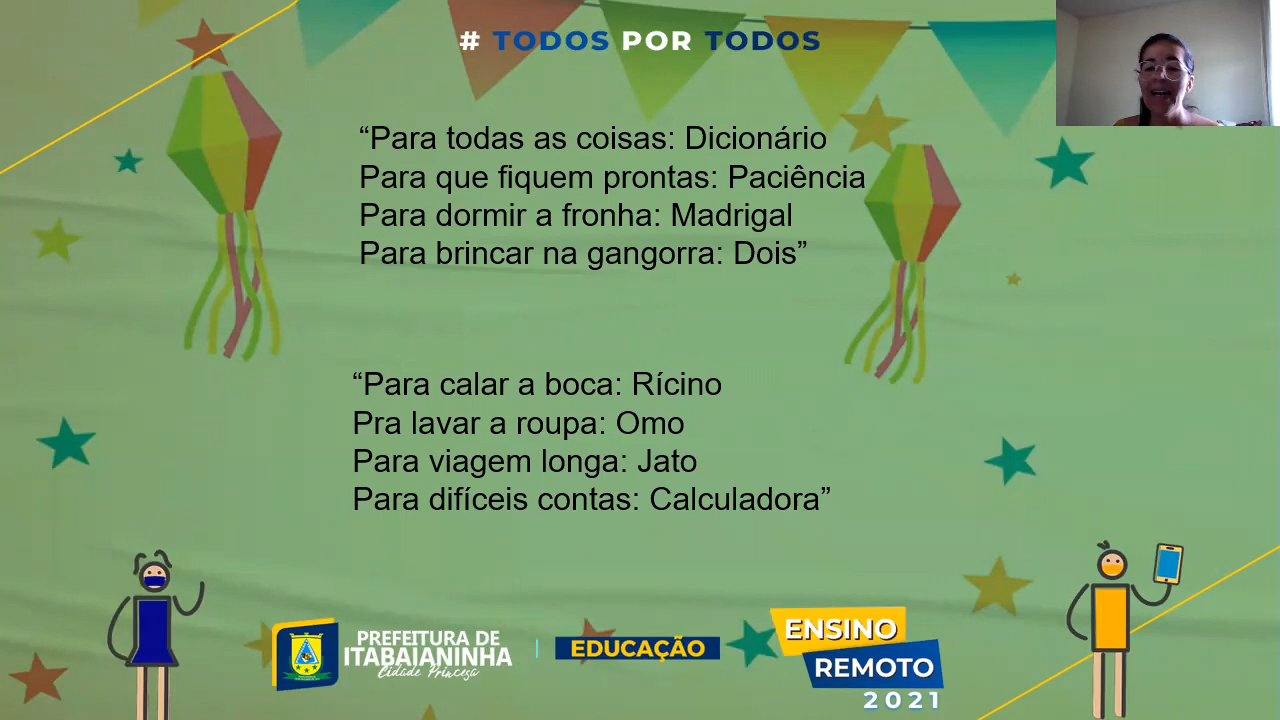 # TODOS POR TODOS
“Para todas as coisas: Dicionário
Para que fiquem prontas: Paciência
Para dormir a fronha: Madrigal
Para brincar na gangorra: Dois”
“Para calar a boca: Rícino
Pra lavar a roupa: Omo
Para viagem longa: Jato
Para difíceis contas: Calculadora”
PREFEITURA DE
ITABAIANINHA
Cidade Princesa
EDUCAÇÃO
ENSINO
REMOTO
2021